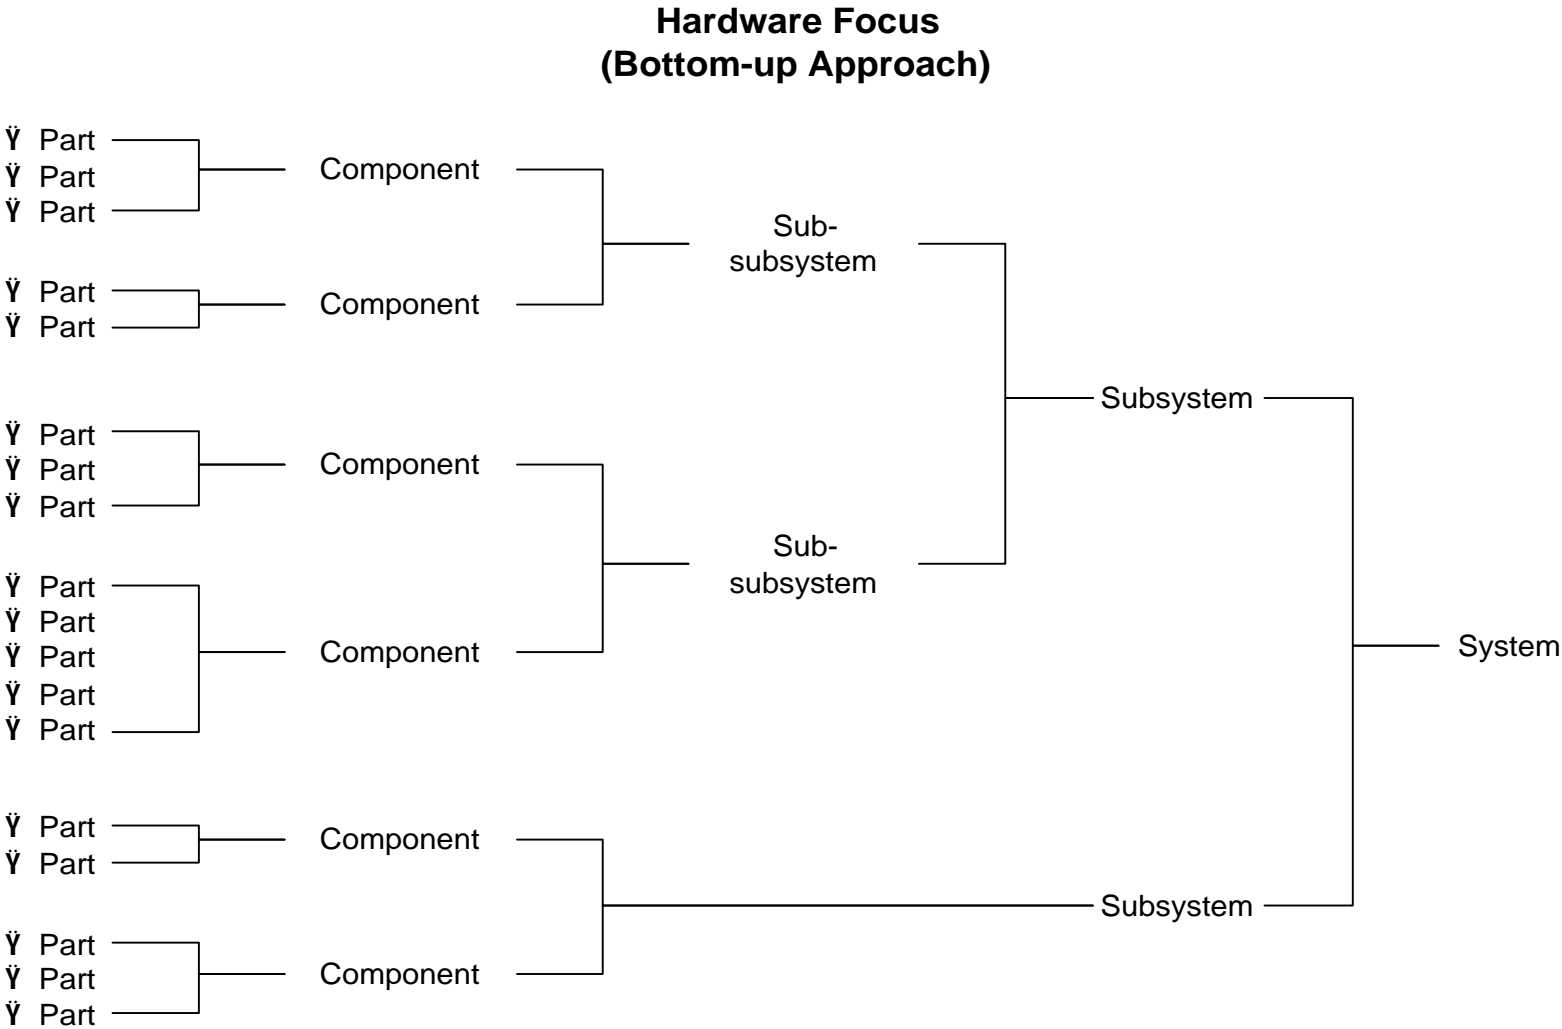 Hardware Focus
(Bottom-up Approach)
Ÿ Part
Ÿ Part
Ÿ Part
Component
Ÿ Part
Ÿ Part
Component
Sub-
subsystem
Ÿ Part
Ÿ Part
Ÿ Part
Component
Ÿ Part
Ÿ Part
Ÿ Part
Ÿ Part
Ÿ Part
Component
Sub-
subsystem
Subsystem
Ÿ Part
Ÿ Part
Component
Ÿ Part
Ÿ Part
Ÿ Part
Component
Subsystem
System